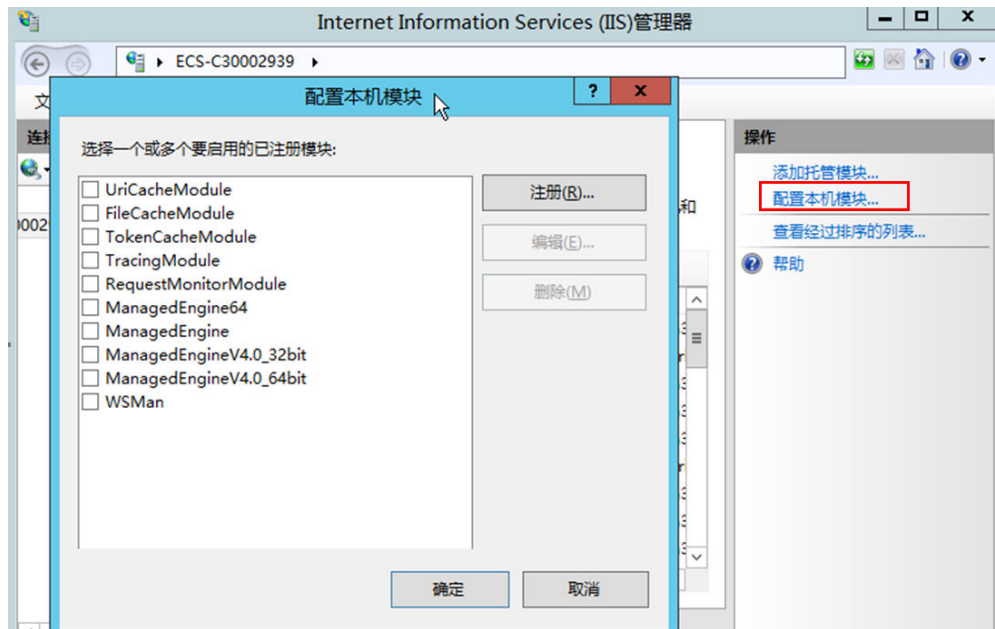 Internet Information Services (IIS)管理器
ECS-C30002939
文
配置本机模块
连接
选择一个或多个要启用的已注册模块:
UriCacheModule
FileCacheModule
TokenCacheModule
TracingModule
RequestMonitorModule
ManagedEngine64
ManagedEngine
ManagedEngineV4.0_32bit
ManagedEngineV4.0_64bit
WSMan
注册(R)...
编辑(E)...
删除(M)
确定
取消
和
操作
添加托管模块...
配置本机模块...
查看经过排序的列表...
帮助